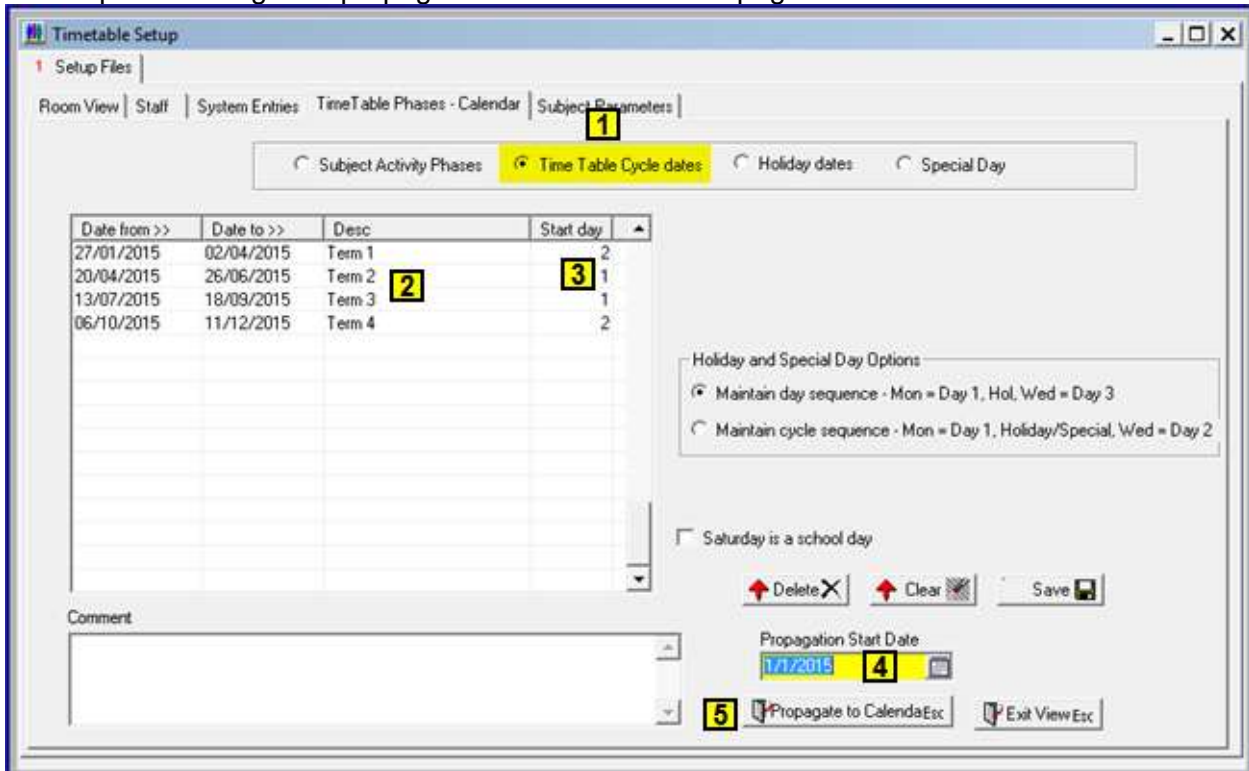 Timetable Setup
1 Setup Files
Room View Staff System Entries TimeTable Phases - Calendar Subject Parameters
1
Subject Activity Phases Time Table Cycle dates Holiday dates Special Day
Date from >> Date to >> Desc Start day
27/01/2015 02/04/2015 Term 1 2
20/04/2015 26/06/2015 Term 2 1
2 3
13/07/2015 18/09/2015 Term 3 1
06/10/2015 11/12/2015 Term 4 2
Holiday and Special Day Options
Maintain day sequence - Mon = Day 1, Hol, Wed = Day 3
Maintain cycle sequence - Mon = Day 1, Holiday/Special, Wed = Day 2
Saturday is a school day
Delete Clear Save
Comment
Propagation Start Date
1/1/2015 4
5 Propagate to Calenda Esc Exit View Esc